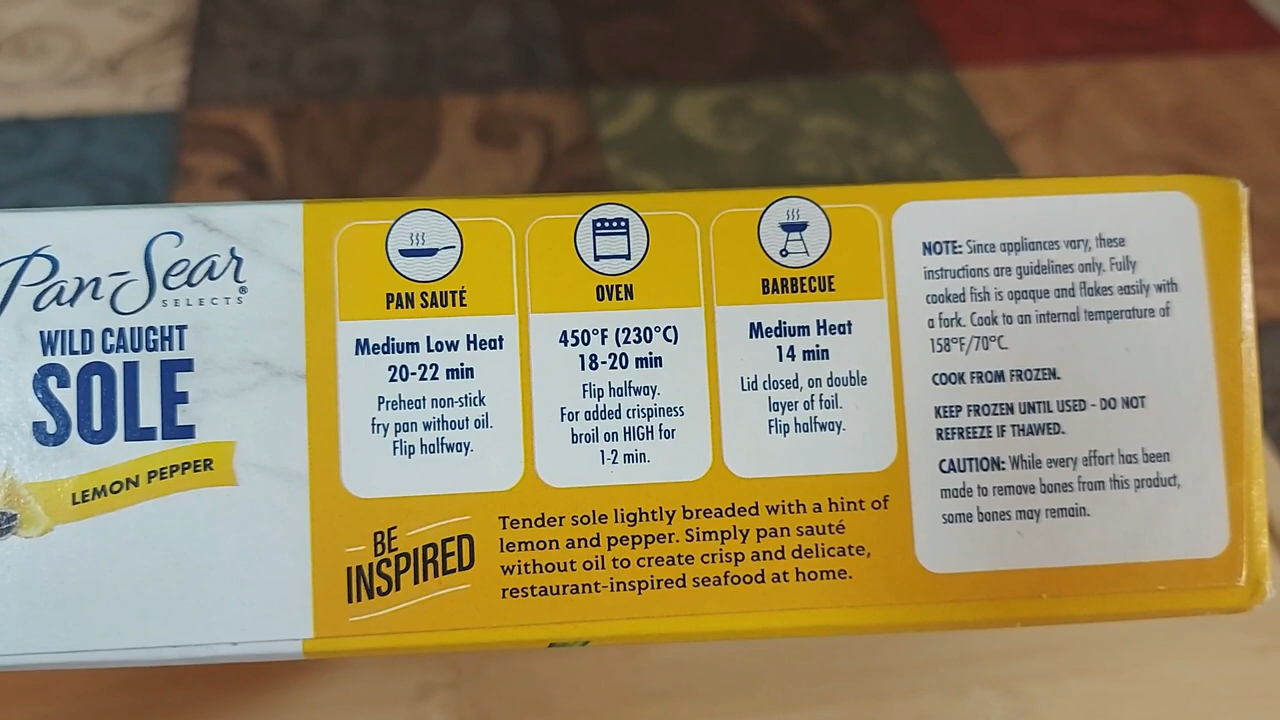 Pan-Sear®
SELECTS
WILD CAUGHT
SOLE
LEMON PEPPER
PAN SAUTÉ
Medium Low Heat
20-22 min
Preheat non-stick
fry pan without oil.
Flip halfway.
OVEN
450°F (230°C)
18-20 min
Flip halfway.
For added crispiness
broil on HIGH for
1-2 min.
BARBECUE
Medium Heat
14 min
Lid closed, on double
layer of foil.
Flip halfway.
BE
INSPIRED
Tender sole lightly breaded with a hint of
lemon and pepper. Simply pan sauté
without oil to create crisp and delicate,
restaurant-inspired seafood at home.
NOTE: Since appliances vary, these
instructions are guidelines only. Fully
cooked fish is opaque and flakes easily with
a fork. Cook to an internal temperature of
158°F/70°C.
COOK FROM FROZEN.
KEEP FROZEN UNTIL USED - DO NOT
REFREEZE IF THAWED.
CAUTION: While every effort has been
made to remove bones from this product,
some bones may remain.